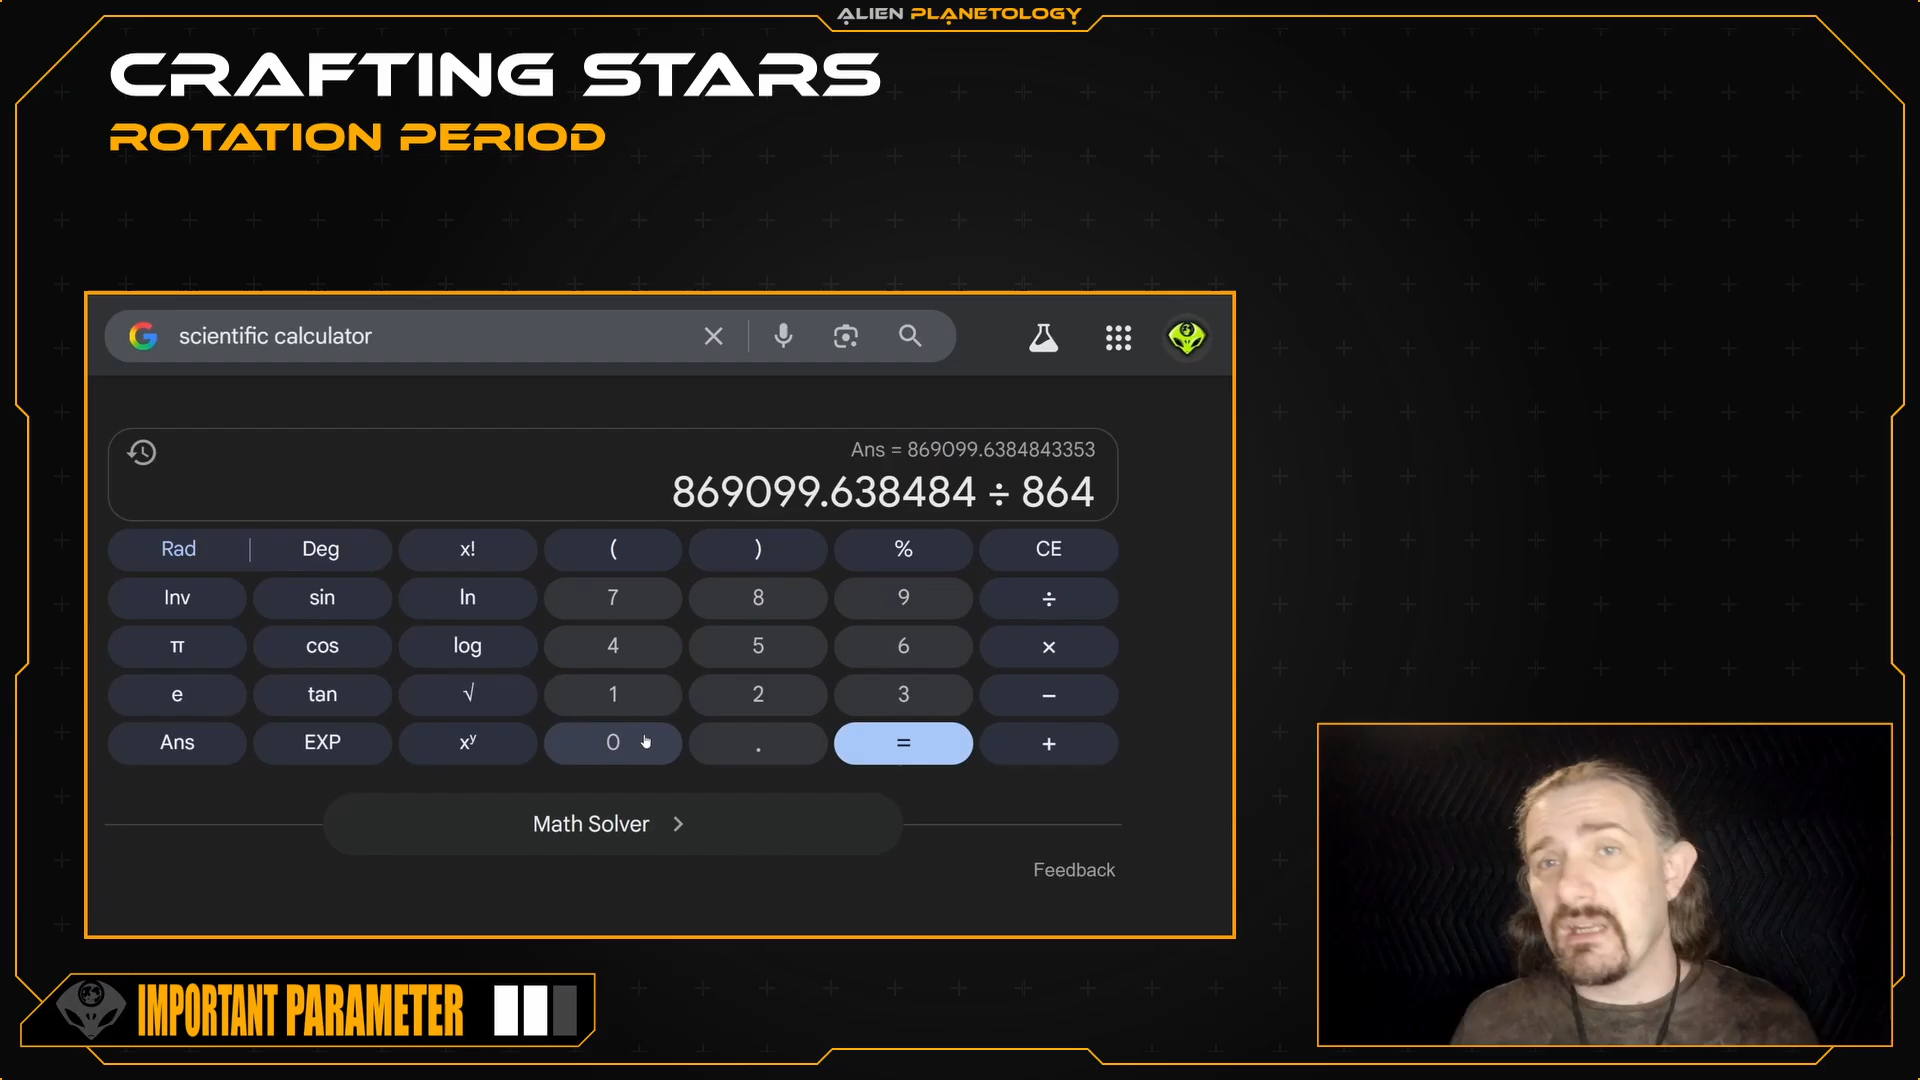 ALIEN PLANETOLOGY
CRAFTING STARS
ROTATION PERIOD
scientific calculator
Ans = 869099.6384843353
869099.638484 ÷ 864
Rad | Deg x! ( ) % CE
Inv sin ln 7 8 9 ÷
π cos log 4 5 6 ×
e tan √ 1 2 3 −
Ans EXP xʸ 0 . = +
Math Solver
Feedback
IMPORTANT PARAMETER